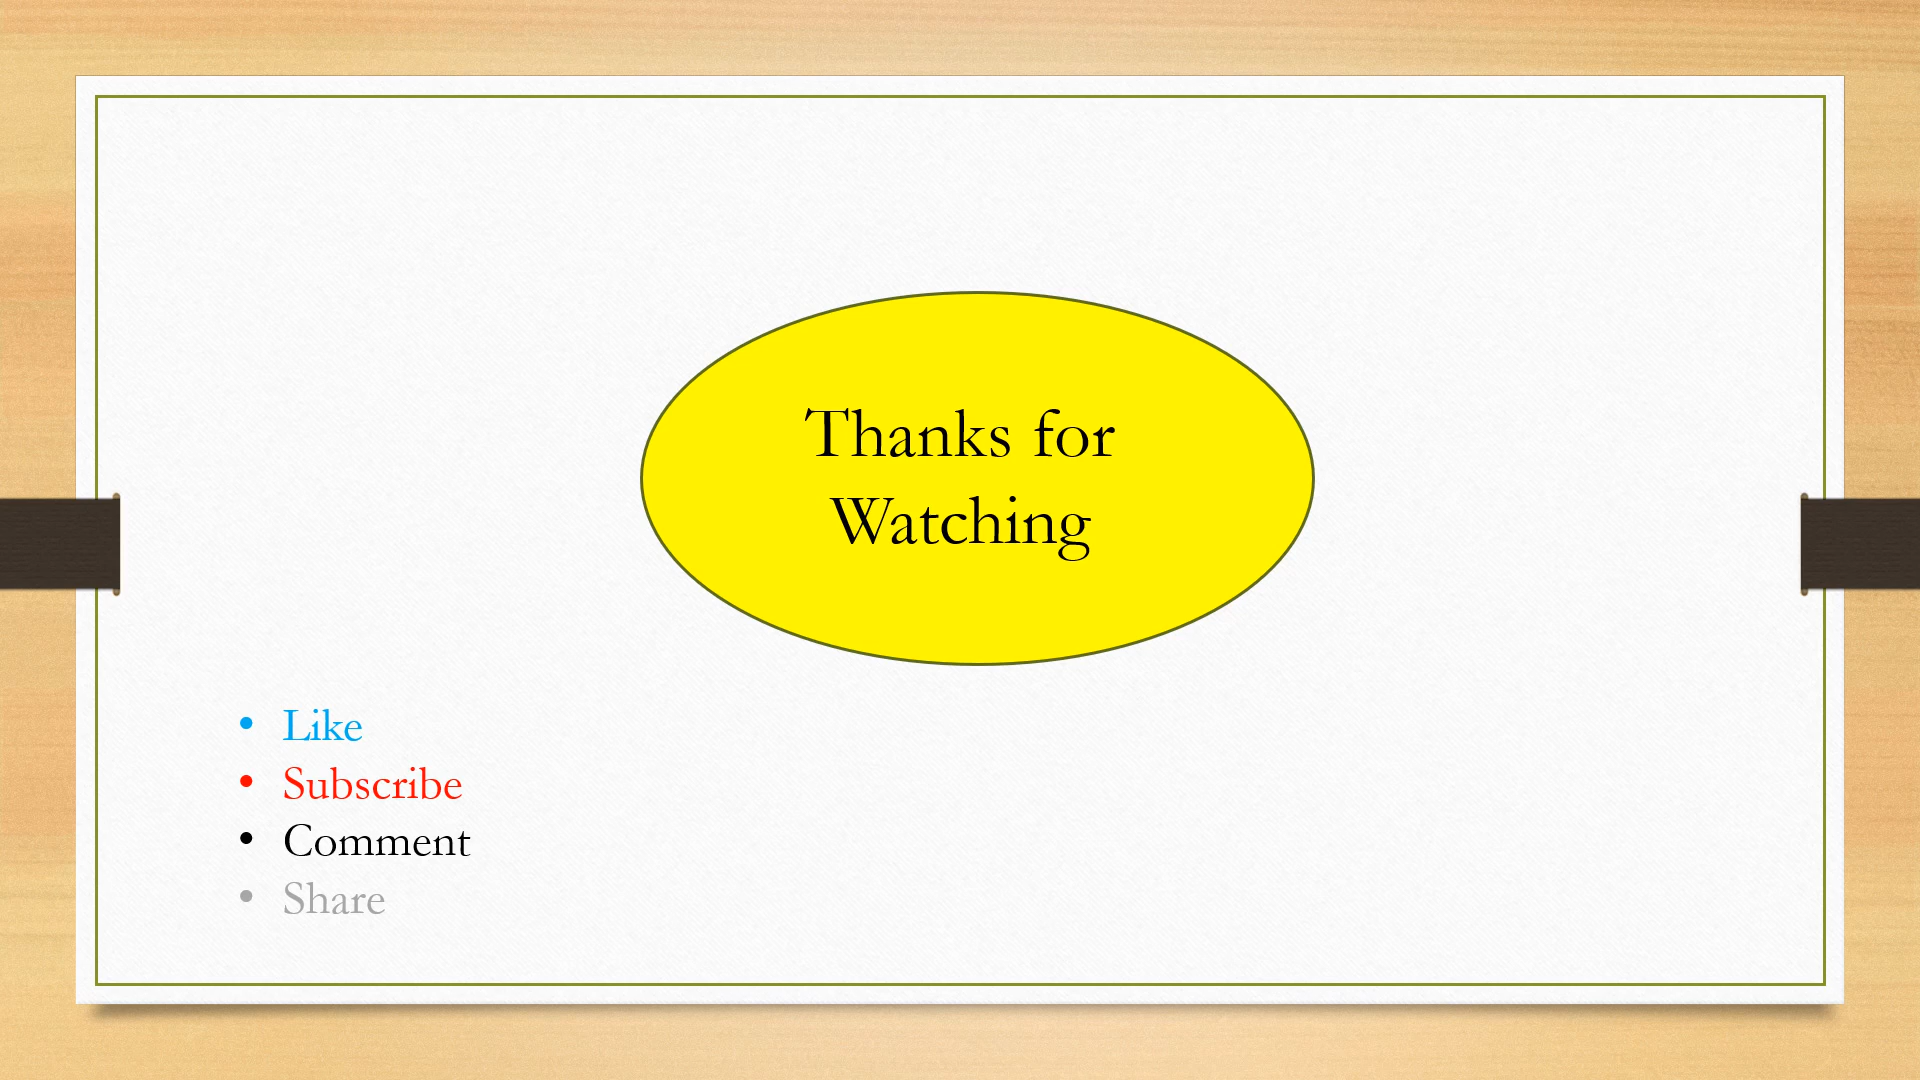 Thanks for
Watching
• Like
• Subscribe
• Comment
• Share